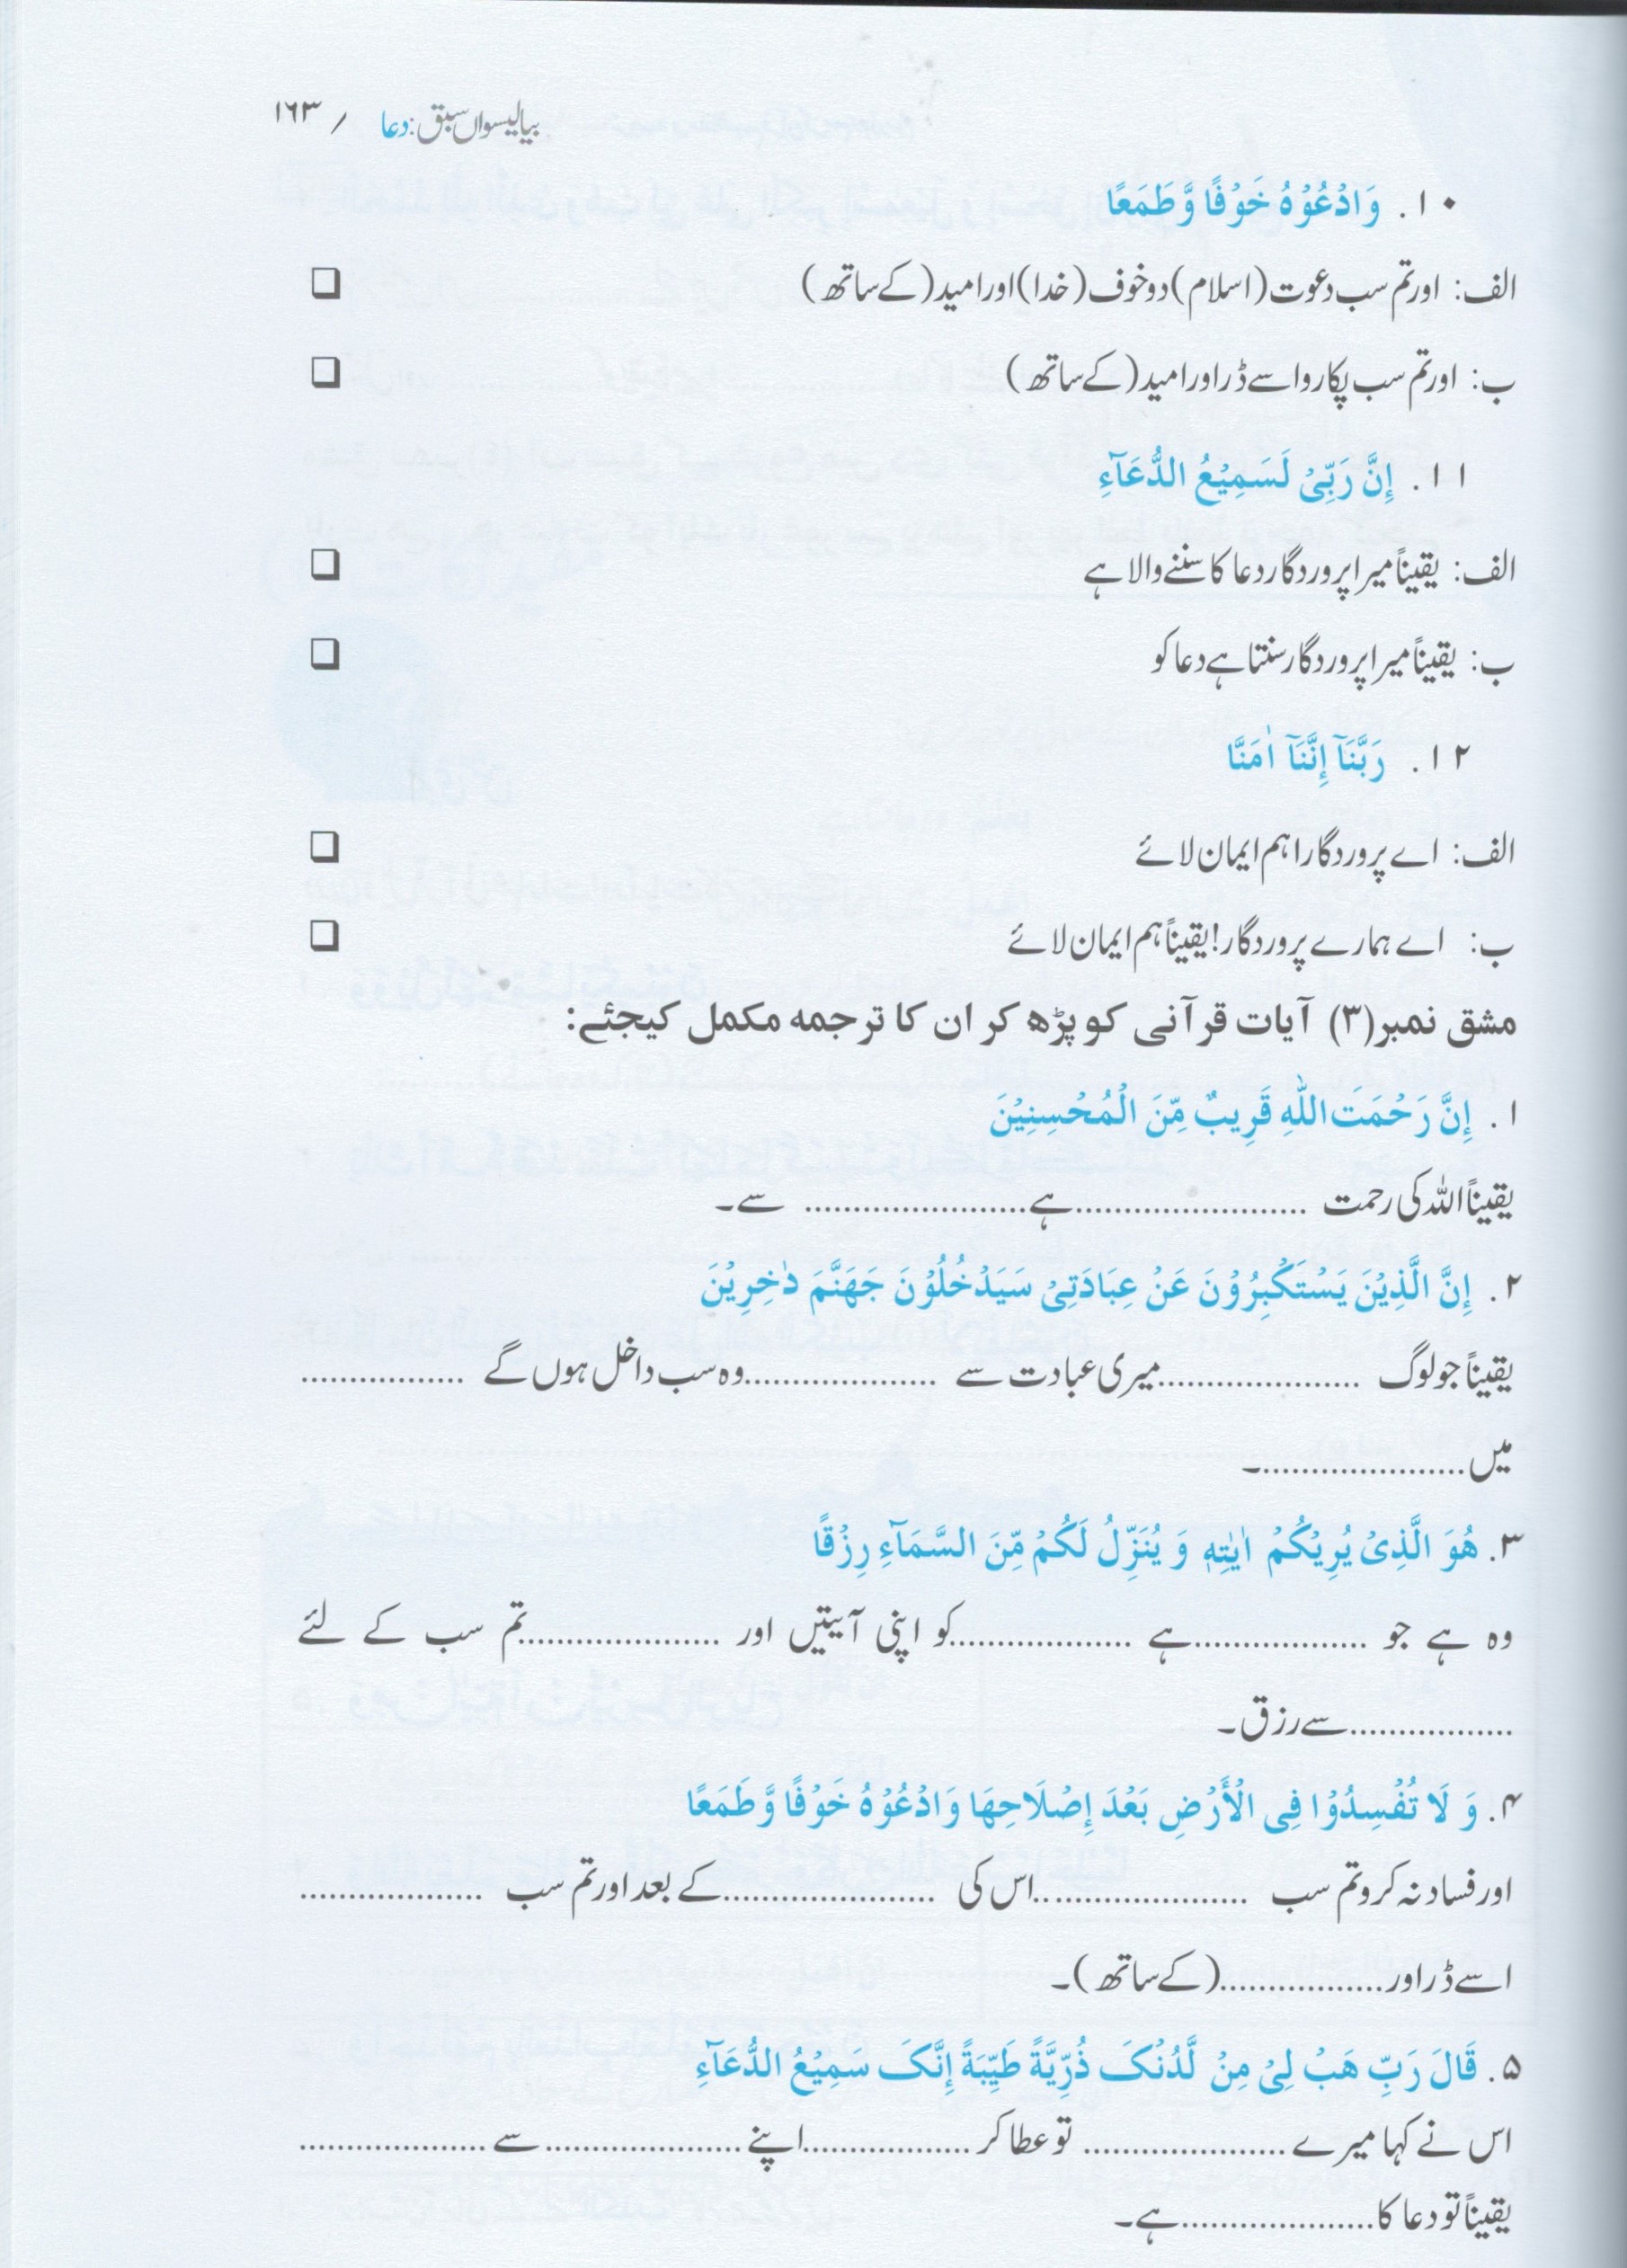 بیالیسواں سبق: دعا / ۱۶۳
۱۰. وَادْعُوْهُ خَوْفًا وَّطَمَعًا
الف: اورتم سب دعوت (اسلام) دو خوف (خدا) اور امید (کے ساتھ)
ب: اورتم سب پکارو اسے ڈر اور امید (کے ساتھ)
۱۱. إِنَّ رَبِّیْ لَسَمِیْعُ الدُّعَآءِ
الف: یقیناً میرا پروردگار دعا کا سننے والا ہے
ب: یقیناً میرا پروردگار سنتا ہے دعا کو
۱۲. رَبَّنَآ إِنَّنَآ اٰمَنَّا
الف: اے پروردگارا ہم ایمان لائے
ب: اے ہمارے پروردگار! یقیناً ہم ایمان لائے
مشق نمبر(۳) آیات قرآنی کو پڑھ کر ان کا ترجمہ مکمل کیجئے:
۱. إِنَّ رَحْمَتَ اللّٰهِ قَرِیبٌ مِّنَ الْمُحْسِنِیْنَ
یقیناً اللہ کی رحمت ........................ ہے ........................ سے۔
۲. إِنَّ الَّذِیْنَ یَسْتَکْبِرُوْنَ عَنْ عِبَادَتِیْ سَیَدْخُلُوْنَ جَهَنَّمَ دٰخِرِیْنَ
یقیناً جو لوگ ..................... میری عبادت سے .................... وہ سب داخل ہوں گے .................
میں .....................۔
۳. هُوَ الَّذِیْ یُرِیْکُمْ اٰیٰتِهٖ وَ یُنَزِّلُ لَکُمْ مِّنَ السَّمَآءِ رِزْقًا
وہ ہے جو .................. ہے ................... کو اپنی آیتیں اور ..................... تم سب کے لئے
................. سے رزق۔
۴. وَ لَا تُفْسِدُوْا فِی الْأَرْضِ بَعْدَ إِصْلَاحِهَا وَادْعُوْهُ خَوْفًا وَّ طَمَعًا
اور فساد نہ کرو تم سب ...................... اس کی ...................... کے بعد اورتم سب ...................
اسے ڈر اور ................. (کے ساتھ)۔
۵. قَالَ رَبِّ هَبْ لِیْ مِنْ لَّدُنْکَ ذُرِّیَّةً طَیِّبَةً إِنَّکَ سَمِیْعُ الدُّعَآءِ
اس نے کہا میرے ..................... تو عطا کر ................. اپنے .................... سے ...................
یقیناً تو دعا کا .................... ہے۔